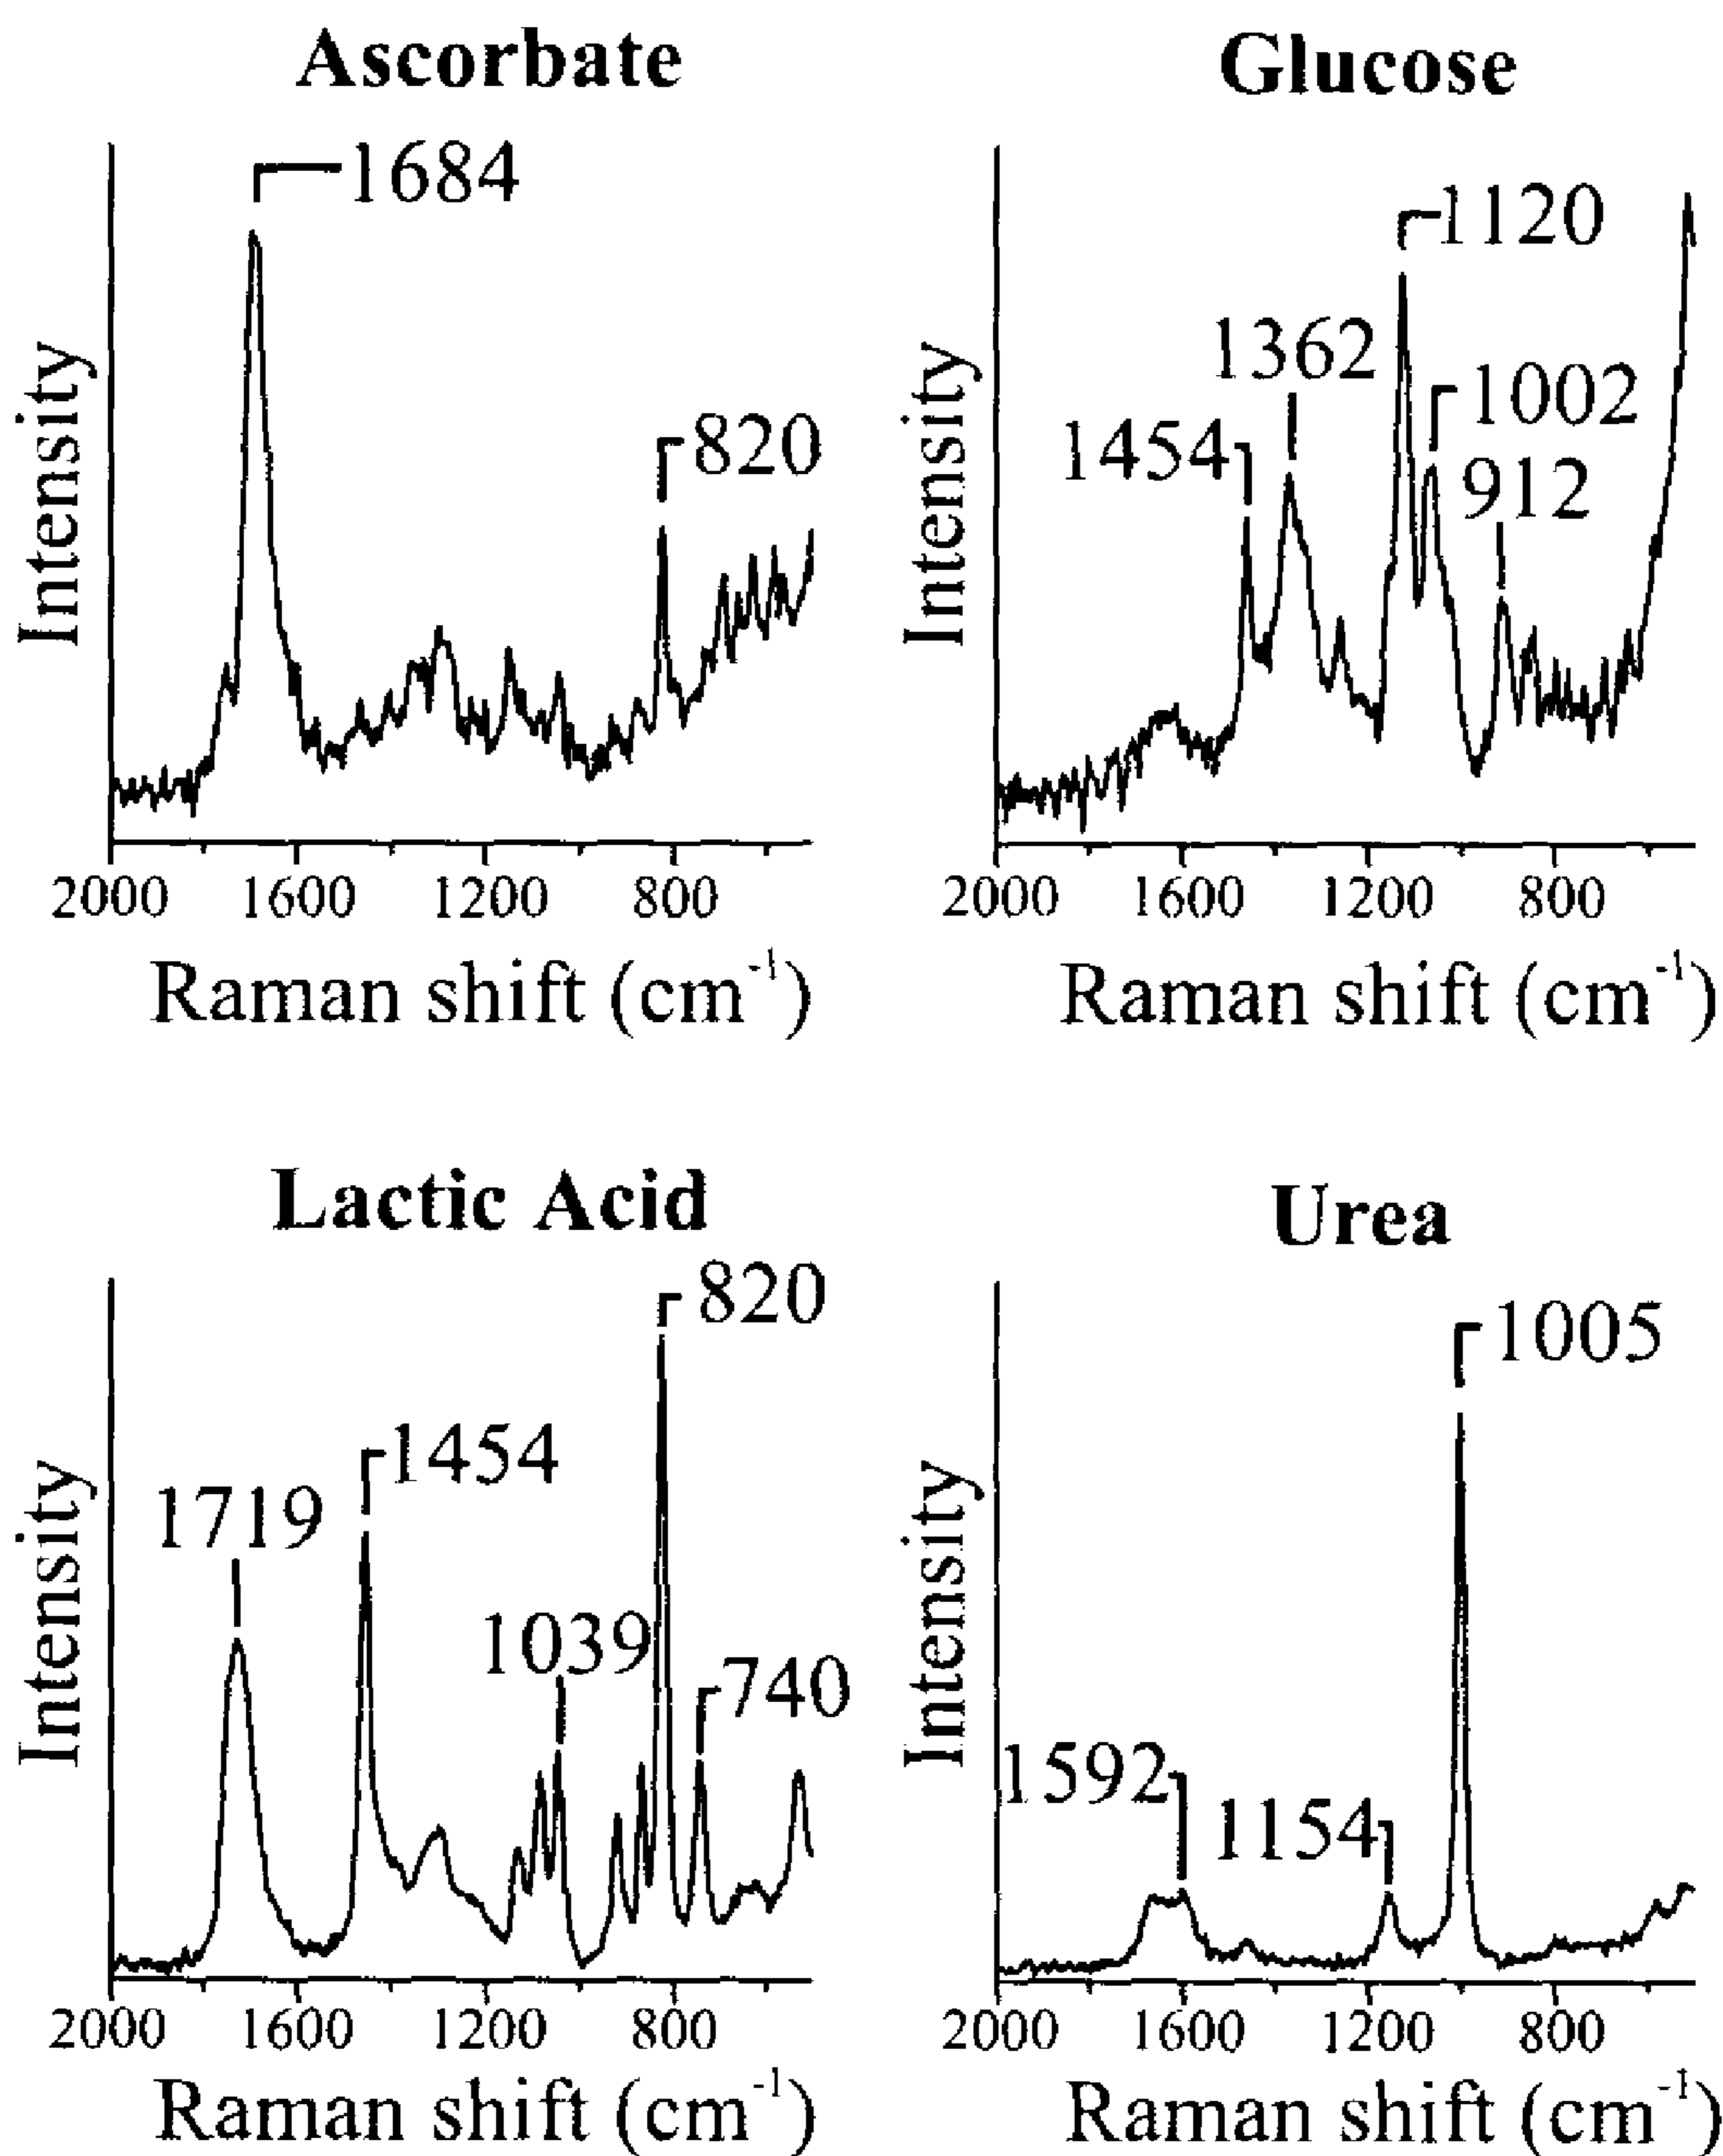 Ascorbate
1684
820
Intensity
2000 1600 1200 800
Raman shift (cm-1)
Glucose
1120
1362
1002
1454
912
Intensity
2000 1600 1200 800
Raman shift (cm-1)
Lactic Acid
820
1454
1719
1039
740
Intensity
2000 1600 1200 800
Raman shift (cm-1)
Urea
1005
1592
1154
Intensity
2000 1600 1200 800
Raman shift (cm-1)